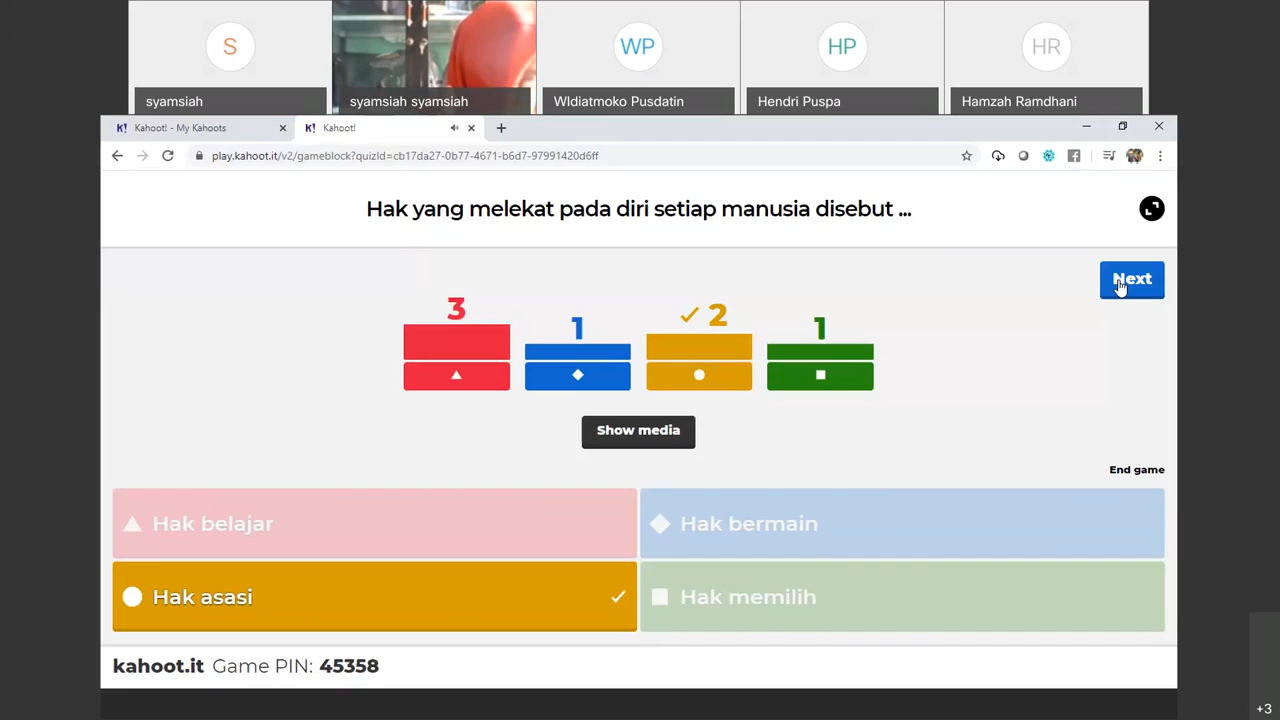 S
WP
HP
HR
syamsiah
syamsiah syamsiah
WIdiatmoko Pusdatin
Hendri Puspa
Hamzah Ramdhani
K! Kahoot! - My Kahoots
K! Kahoot!
play.kahoot.it/v2/gameblock?quizId=cb17da27-0b77-4671-b6d7-97991420d6ff
Hak yang melekat pada diri setiap manusia disebut ...
Next
3
1
2
1
Show media
End game
Hak belajar
Hak bermain
Hak asasi
Hak memilih
kahoot.it Game PIN: 45358
+3